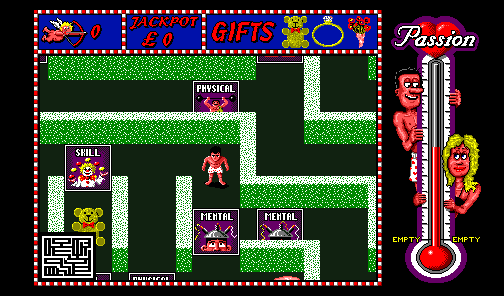 0
JACKPOT
£ 0
GIFTS
Passion
PHYSICAL
SKILL
MENTAL
MENTAL
EMPTY
EMPTY
PHYSICAL